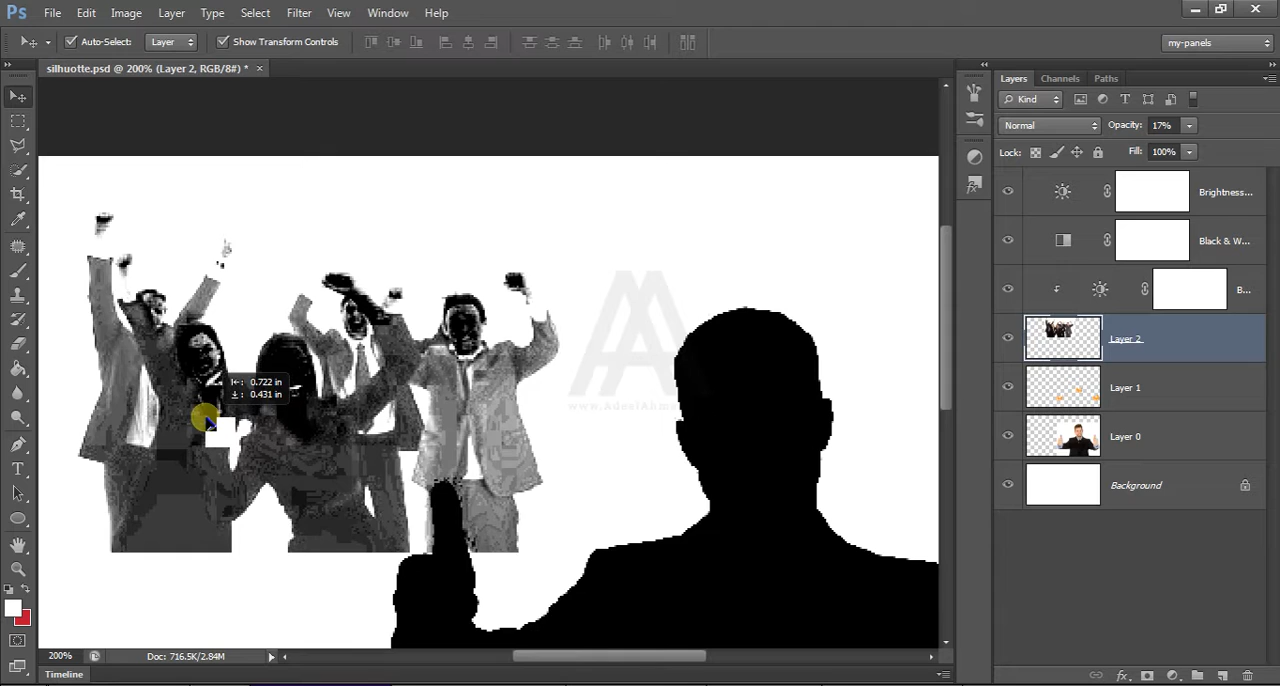 Ps File Edit Image Layer Type Select Filter View Window Help
Auto-Select: Layer Show Transform Controls my-panels
silhuotte.psd @ 200% (Layer 2, RGB/8#) * ×
Layers Channels Paths
Kind
Normal Opacity: 17%
Lock: Fill: 100%
Brightness...
Black & W...
B...
Layer 2
Layer 1
Layer 0
Background
0.722 in
0.431 in
200% Doc: 716.5K/2.84M
Timeline